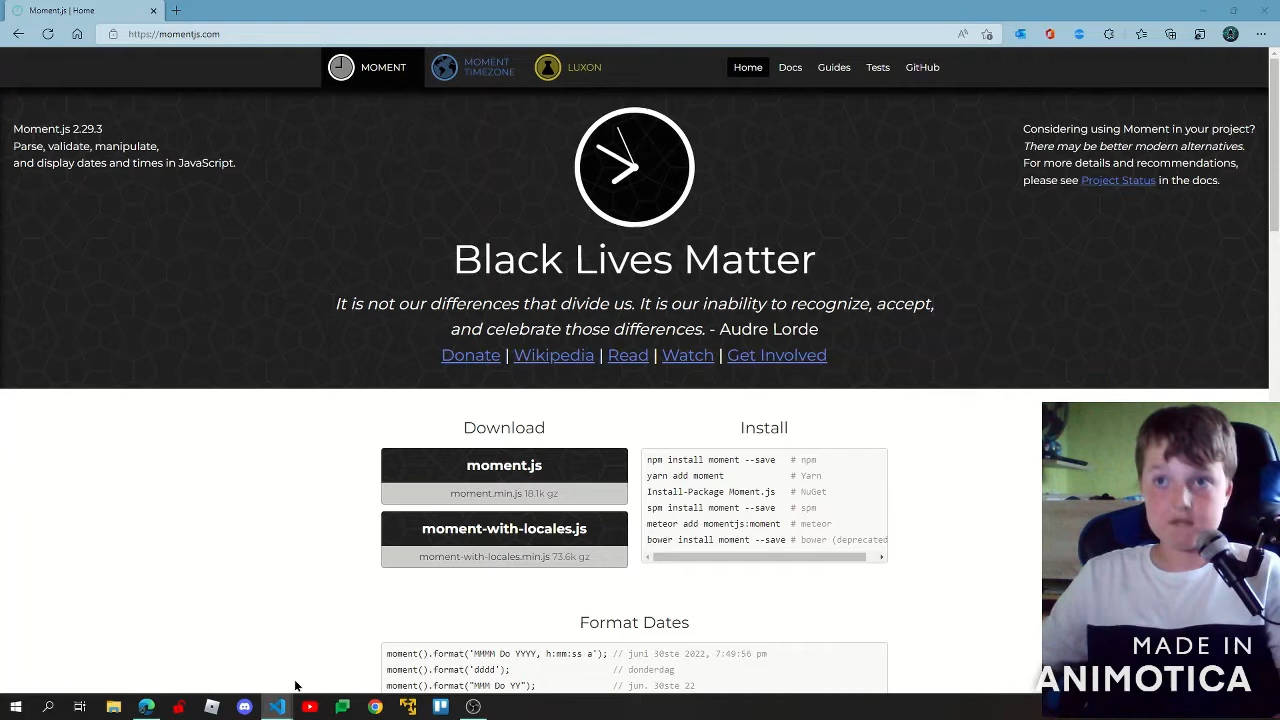 Moment.js | Home
https://momentjs.com
MOMENT
MOMENT
TIMEZONE
LUXON
Home
Docs
Guides
Tests
GitHub
Moment.js 2.29.3
Parse, validate, manipulate,
and display dates and times in JavaScript.
Considering using Moment in your project?
There may be better modern alternatives.
For more details and recommendations,
please see Project Status in the docs.
Black Lives Matter
It is not our differences that divide us. It is our inability to recognize, accept,
and celebrate those differences. - Audre Lorde
Donate | Wikipedia | Read | Watch | Get Involved
Download
moment.js
moment.min.js 18.1k gz
moment-with-locales.js
moment-with-locales.min.js 73.6k gz
Install
npm install moment --save # npm
yarn add moment # Yarn
Install-Package Moment.js # NuGet
spm install moment --save # spm
meteor add momentjs:moment # meteor
bower install moment --save # bower (deprecated
Format Dates
moment().format('MMMM Do YYYY, h:mm:ss a'); // juni 30ste 2022, 7:49:56 pm
moment().format('dddd'); // donderdag
moment().format("MMM Do YY"); // jun. 30ste 22
MADE IN
ANIMOTICA